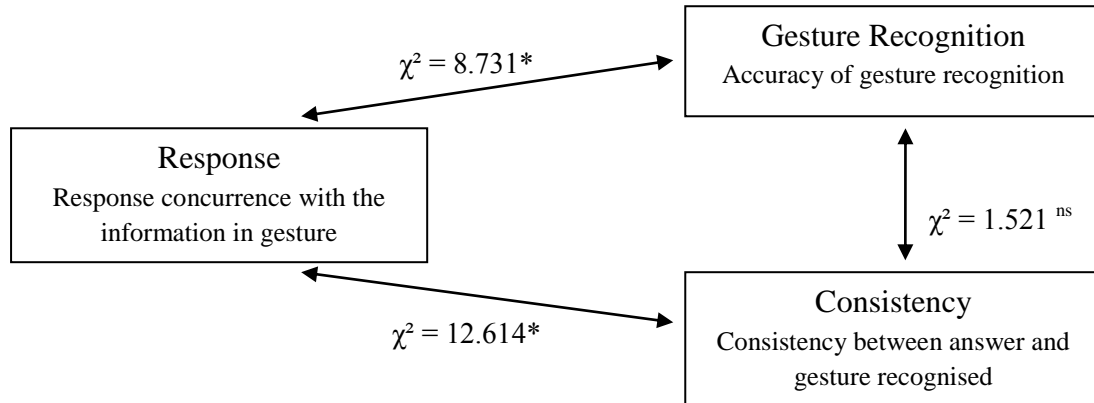 Gesture Recognition
Accuracy of gesture recognition
χ² = 8.731*
Response
Response concurrence with the
information in gesture
χ² = 1.521 ns
Consistency
Consistency between answer and
gesture recognised
χ² = 12.614*